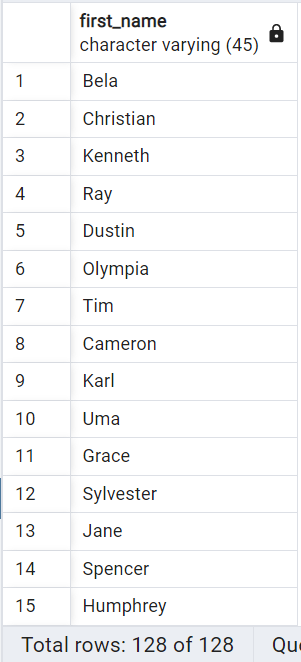 first_name
character varying (45)
1 Bela
2 Christian
3 Kenneth
4 Ray
5 Dustin
6 Olympia
7 Tim
8 Cameron
9 Karl
10 Uma
11 Grace
12 Sylvester
13 Jane
14 Spencer
15 Humphrey
Total rows: 128 of 128